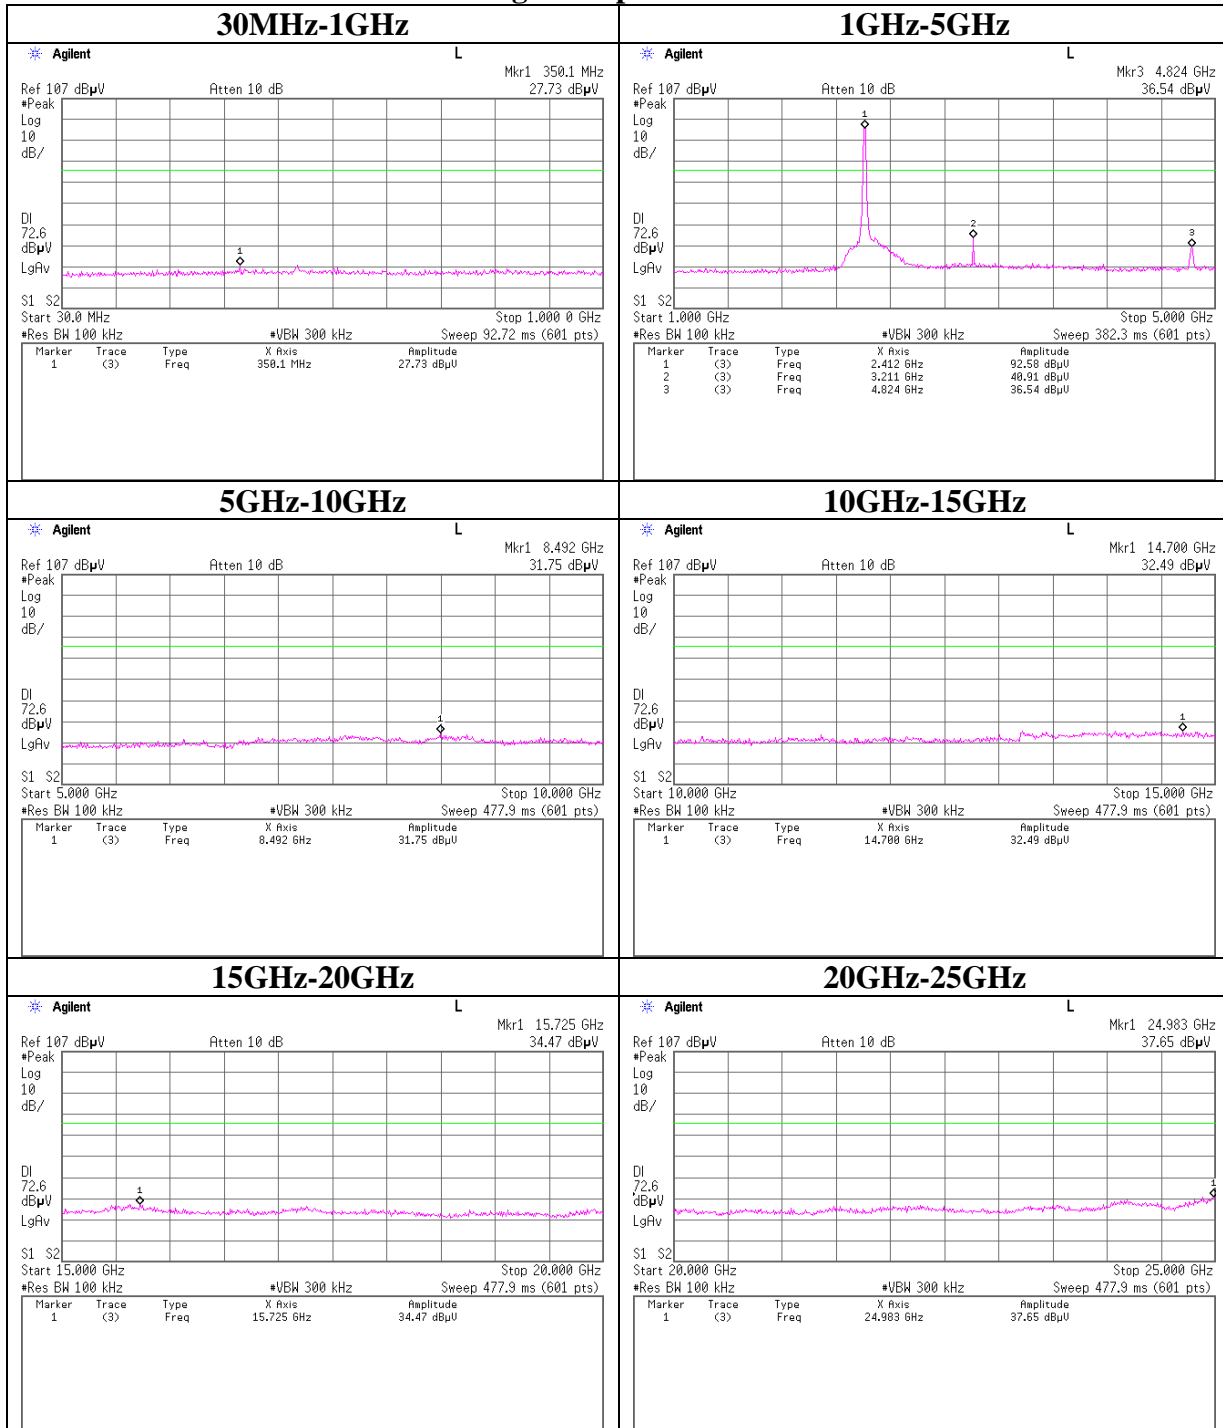 30MHz-1GHz
Agilent L
Mkr1 350.1 MHz
Ref 107 dBµV Atten 10 dB 27.73 dBµV
#Peak
Log
10
dB/
1
DI
72.6
dBµV
LgAv
S1 S2
Start 30.0 MHz Stop 1.000 0 GHz
#Res BW 100 kHz #VBW 300 kHz Sweep 92.72 ms (601 pts)
Marker Trace Type X Axis Amplitude
1 (3) Freq 350.1 MHz 27.73 dBµV
1GHz-5GHz
Agilent L
Mkr3 4.824 GHz
Ref 107 dBµV Atten 10 dB 36.54 dBµV
#Peak
Log
10
dB/
1
2
3
DI
72.6
dBµV
LgAv
S1 S2
Start 1.000 GHz Stop 5.000 GHz
#Res BW 100 kHz #VBW 300 kHz Sweep 382.3 ms (601 pts)
Marker Trace Type X Axis Amplitude
1 (3) Freq 2.412 GHz 92.58 dBµV
2 (3) Freq 3.211 GHz 40.91 dBµV
3 (3) Freq 4.824 GHz 36.54 dBµV
5GHz-10GHz
Agilent L
Mkr1 8.492 GHz
Ref 107 dBµV Atten 10 dB 31.75 dBµV
#Peak
Log
10
dB/
1
DI
72.6
dBµV
LgAv
S1 S2
Start 5.000 GHz Stop 10.000 GHz
#Res BW 100 kHz #VBW 300 kHz Sweep 477.9 ms (601 pts)
Marker Trace Type X Axis Amplitude
1 (3) Freq 8.492 GHz 31.75 dBµV
10GHz-15GHz
Agilent L
Mkr1 14.700 GHz
Ref 107 dBµV Atten 10 dB 32.49 dBµV
#Peak
Log
10
dB/
1
DI
72.6
dBµV
LgAv
S1 S2
Start 10.000 GHz Stop 15.000 GHz
#Res BW 100 kHz #VBW 300 kHz Sweep 477.9 ms (601 pts)
Marker Trace Type X Axis Amplitude
1 (3) Freq 14.700 GHz 32.49 dBµV
15GHz-20GHz
Agilent L
Mkr1 15.725 GHz
Ref 107 dBµV Atten 10 dB 34.47 dBµV
#Peak
Log
10
dB/
1
DI
72.6
dBµV
LgAv
S1 S2
Start 15.000 GHz Stop 20.000 GHz
#Res BW 100 kHz #VBW 300 kHz Sweep 477.9 ms (601 pts)
Marker Trace Type X Axis Amplitude
1 (3) Freq 15.725 GHz 34.47 dBµV
20GHz-25GHz
Agilent L
Mkr1 24.983 GHz
Ref 107 dBµV Atten 10 dB 37.65 dBµV
#Peak
Log
10
dB/
1
DI
72.6
dBµV
LgAv
S1 S2
Start 20.000 GHz Stop 25.000 GHz
#Res BW 100 kHz #VBW 300 kHz Sweep 477.9 ms (601 pts)
Marker Trace Type X Axis Amplitude
1 (3) Freq 24.983 GHz 37.65 dBµV